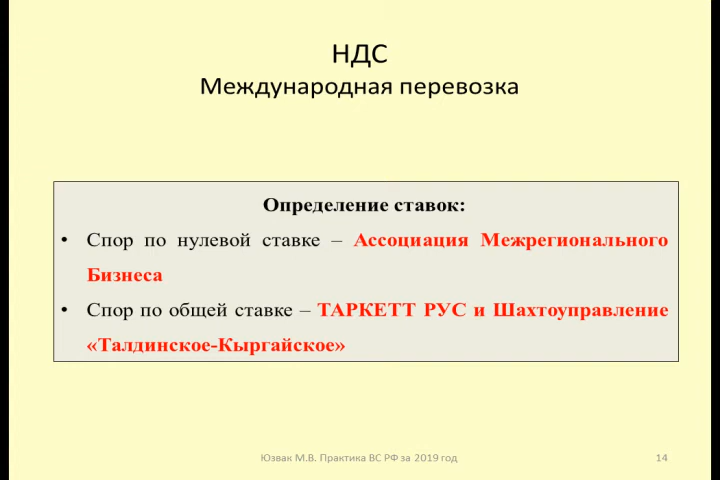 НДС
Международная перевозка
Определение ставок:
• Спор по нулевой ставке – Ассоциация Межрегионального
Бизнеса
• Спор по общей ставке – ТАРКЕТТ РУС и Шахтоуправление
«Талдинское-Кыргайское»
Юзвак М.В. Практика ВС РФ за 2019 год
14